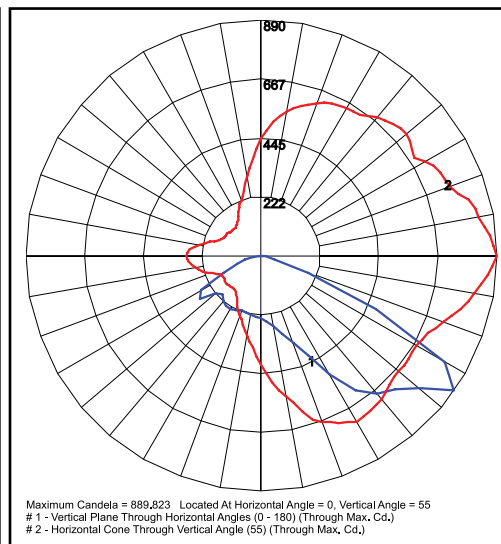 890
667
445
222
2
1
Maximum Candela = 889.823 Located At Horizontal Angle = 0, Vertical Angle = 55
# 1 - Vertical Plane Through Horizontal Angles (0 - 180) (Through Max. Cd.)
# 2 - Horizontal Cone Through Vertical Angle (55) (Through Max. Cd.)